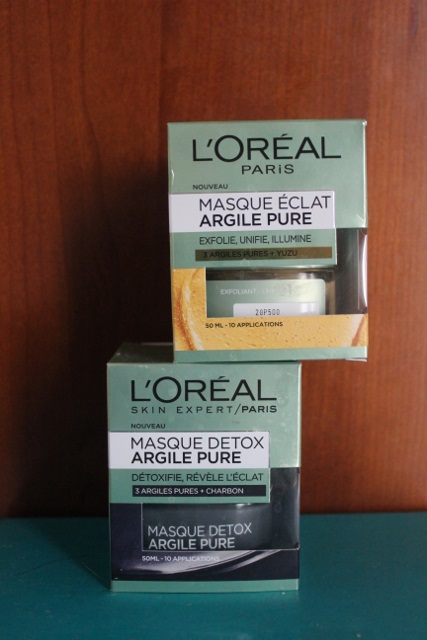 L'ORÉAL
PARIS
NOUVEAU
MASQUE ÉCLAT
ARGILE PURE
EXFOLIE, UNIFIE, ILLUMINE
3 ARGILES PURES + YUZU
EXFOLIANT
20P500
50 ML - 10 APPLICATIONS
L'ORÉAL
SKIN EXPERT/PARIS
NOUVEAU
MASQUE DETOX
ARGILE PURE
DÉTOXIFIE, RÉVÈLE L'ÉCLAT
3 ARGILES PURES + CHARBON
MASQUE DETOX
ARGILE PURE
50ML - 10 APPLICATIONS